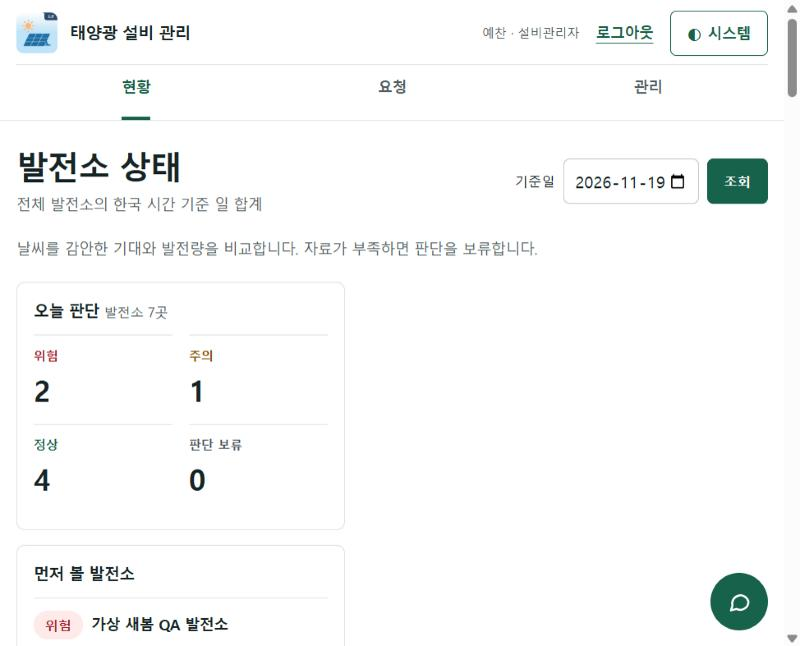 태양광 설비 관리
예찬 · 설비관리자
로그아웃
시스템
현황
요청
관리
발전소 상태
전체 발전소의 한국 시간 기준 일 합계
기준일
2026-11-19
조회
날씨를 감안한 기대와 발전량을 비교합니다. 자료가 부족하면 판단을 보류합니다.
오늘 판단 발전소 7곳
위험
주의
2
1
정상
판단 보류
4
0
먼저 볼 발전소
위험 가상 새봄 QA 발전소